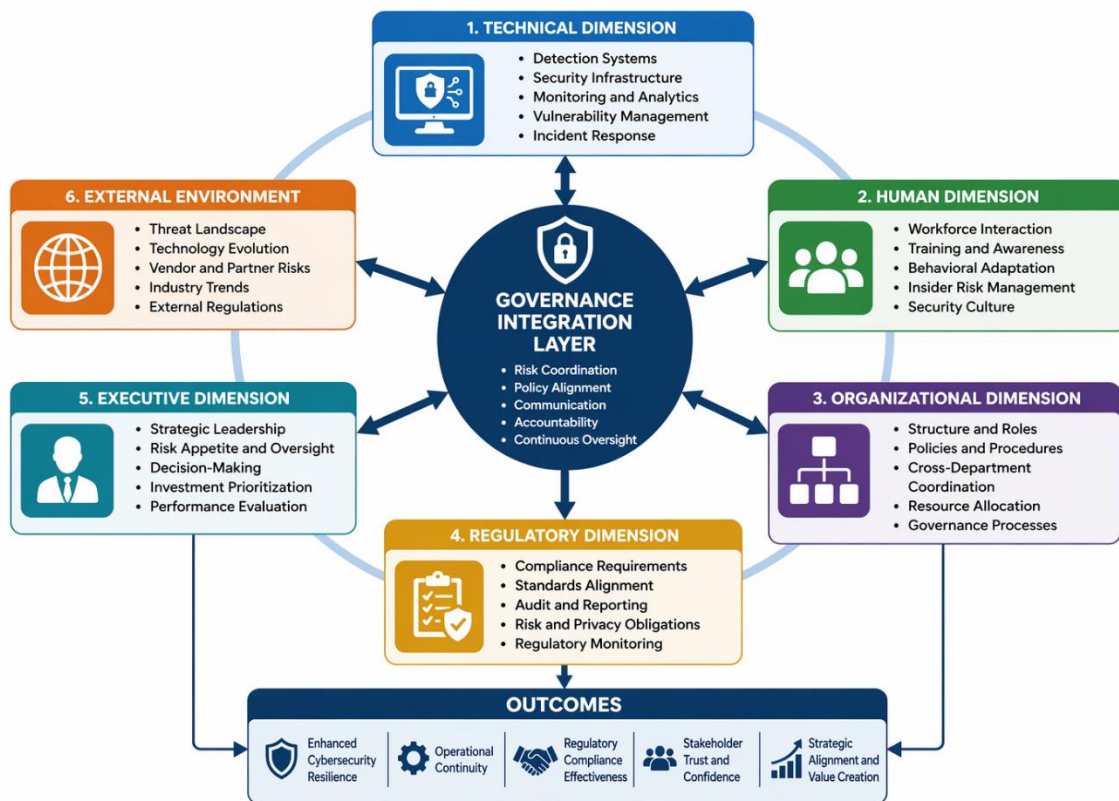 1. TECHNICAL DIMENSION
• Detection Systems
• Security Infrastructure
• Monitoring and Analytics
• Vulnerability Management
• Incident Response
6. EXTERNAL ENVIRONMENT
• Threat Landscape
• Technology Evolution
• Vendor and Partner Risks
• Industry Trends
• External Regulations
2. HUMAN DIMENSION
• Workforce Interaction
• Training and Awareness
• Behavioral Adaptation
• Insider Risk Management
• Security Culture
GOVERNANCE
INTEGRATION
LAYER
• Risk Coordination
• Policy Alignment
• Communication
• Accountability
• Continuous Oversight
5. EXECUTIVE DIMENSION
• Strategic Leadership
• Risk Appetite and Oversight
• Decision-Making
• Investment Prioritization
• Performance Evaluation
3. ORGANIZATIONAL DIMENSION
• Structure and Roles
• Policies and Procedures
• Cross-Department
Coordination
• Resource Allocation
• Governance Processes
4. REGULATORY DIMENSION
• Compliance Requirements
• Standards Alignment
• Audit and Reporting
• Risk and Privacy Obligations
• Regulatory Monitoring
OUTCOMES
Enhanced
Cybersecurity
Resilience
Operational
Continuity
Regulatory
Compliance
Effectiveness
Stakeholder
Trust and
Confidence
Strategic
Alignment and
Value Creation